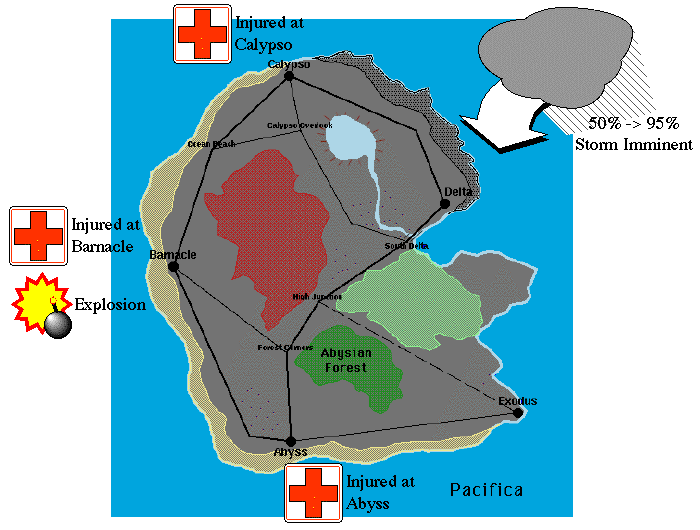 Injured at
Calypso
Calypso
50% -> 95%
Storm Imminent
Calypso Overlook
Ocean Beach
Delta
Injured at
Barnacle
South Delta
Barnacle
High Junction
Explosion
Forest Corners
Abysian
Forest
Exodus
Abyss
Injured at
Abyss
Pacifica